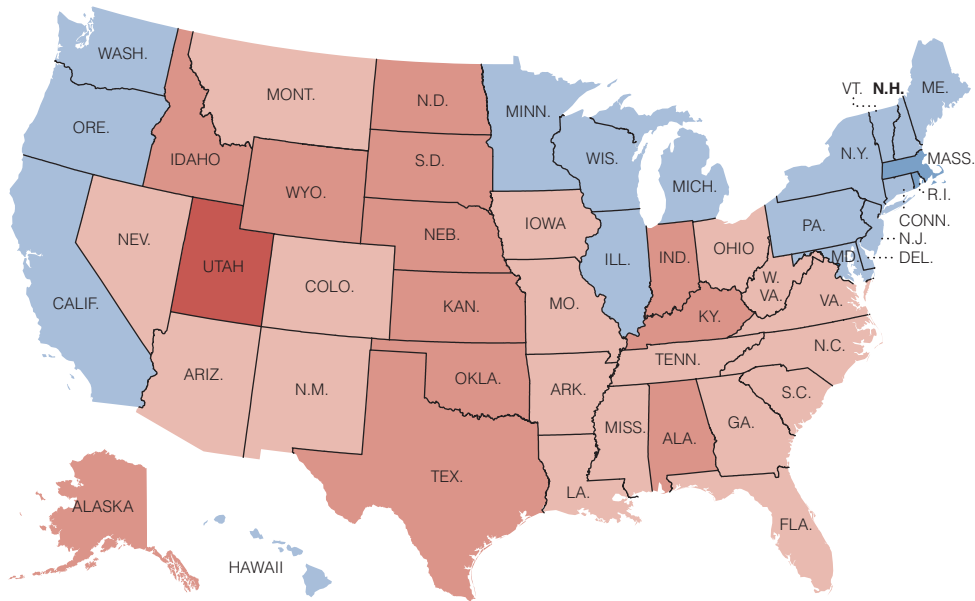 WASH.
MONT.
N.D.
MINN.
VT. N.H.
ME.
ORE.
IDAHO
S.D.
WIS.
MICH.
N.Y.
MASS.
WYO.
R.I.
NEV.
UTAH
NEB.
IOWA
ILL.
IND.
OHIO
PA.
CONN.
N.J.
MD.
DEL.
CALIF.
COLO.
KAN.
MO.
KY.
W.
VA.
VA.
ARIZ.
N.M.
OKLA.
ARK.
TENN.
N.C.
TEX.
LA.
MISS.
ALA.
GA.
S.C.
FLA.
ALASKA
HAWAII